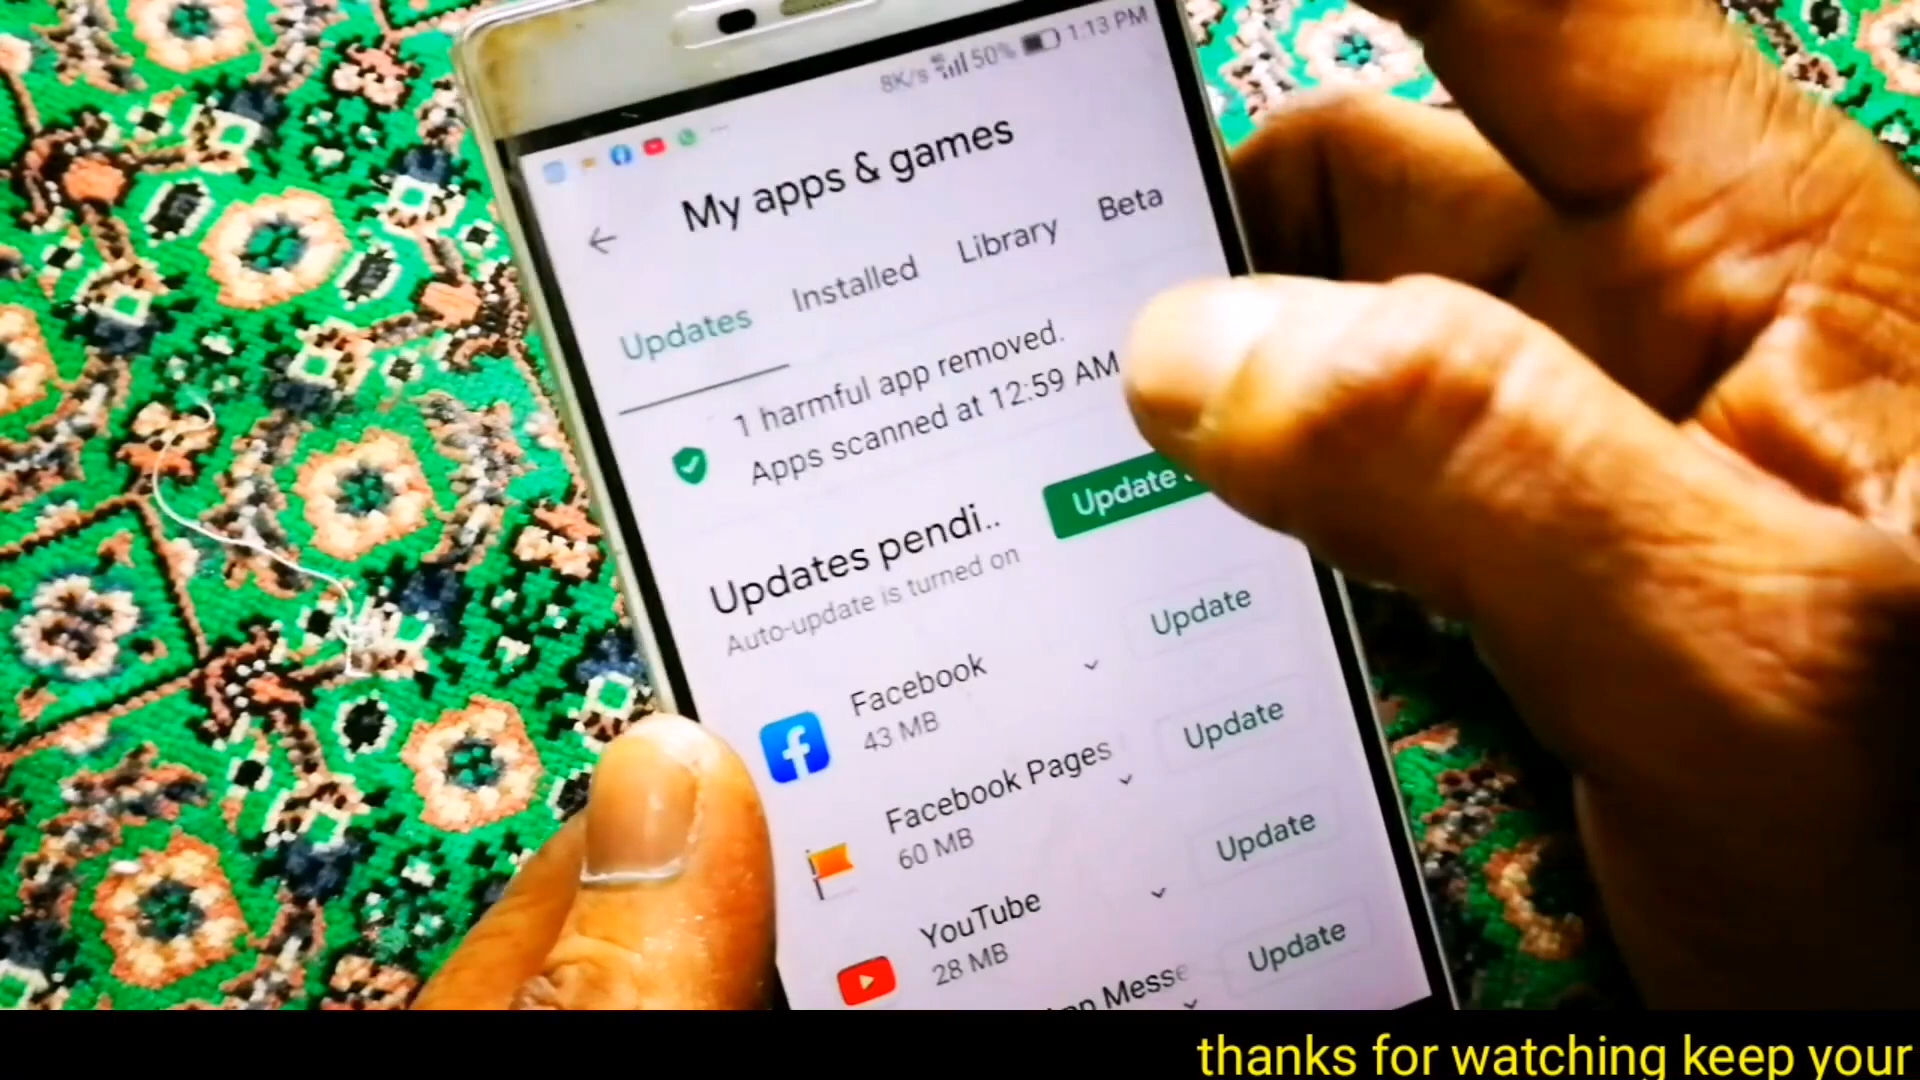 8K/s 50% 1:13 PM
My apps & games
Updates Installed Library Beta
1 harmful app removed.
Apps scanned at 12:59 AM
Updates pendi.. Update
Auto-update is turned on
Facebook Update
43 MB
Facebook Pages Update
60 MB
YouTube Update
28 MB
Messe Update
thanks for watching keep your